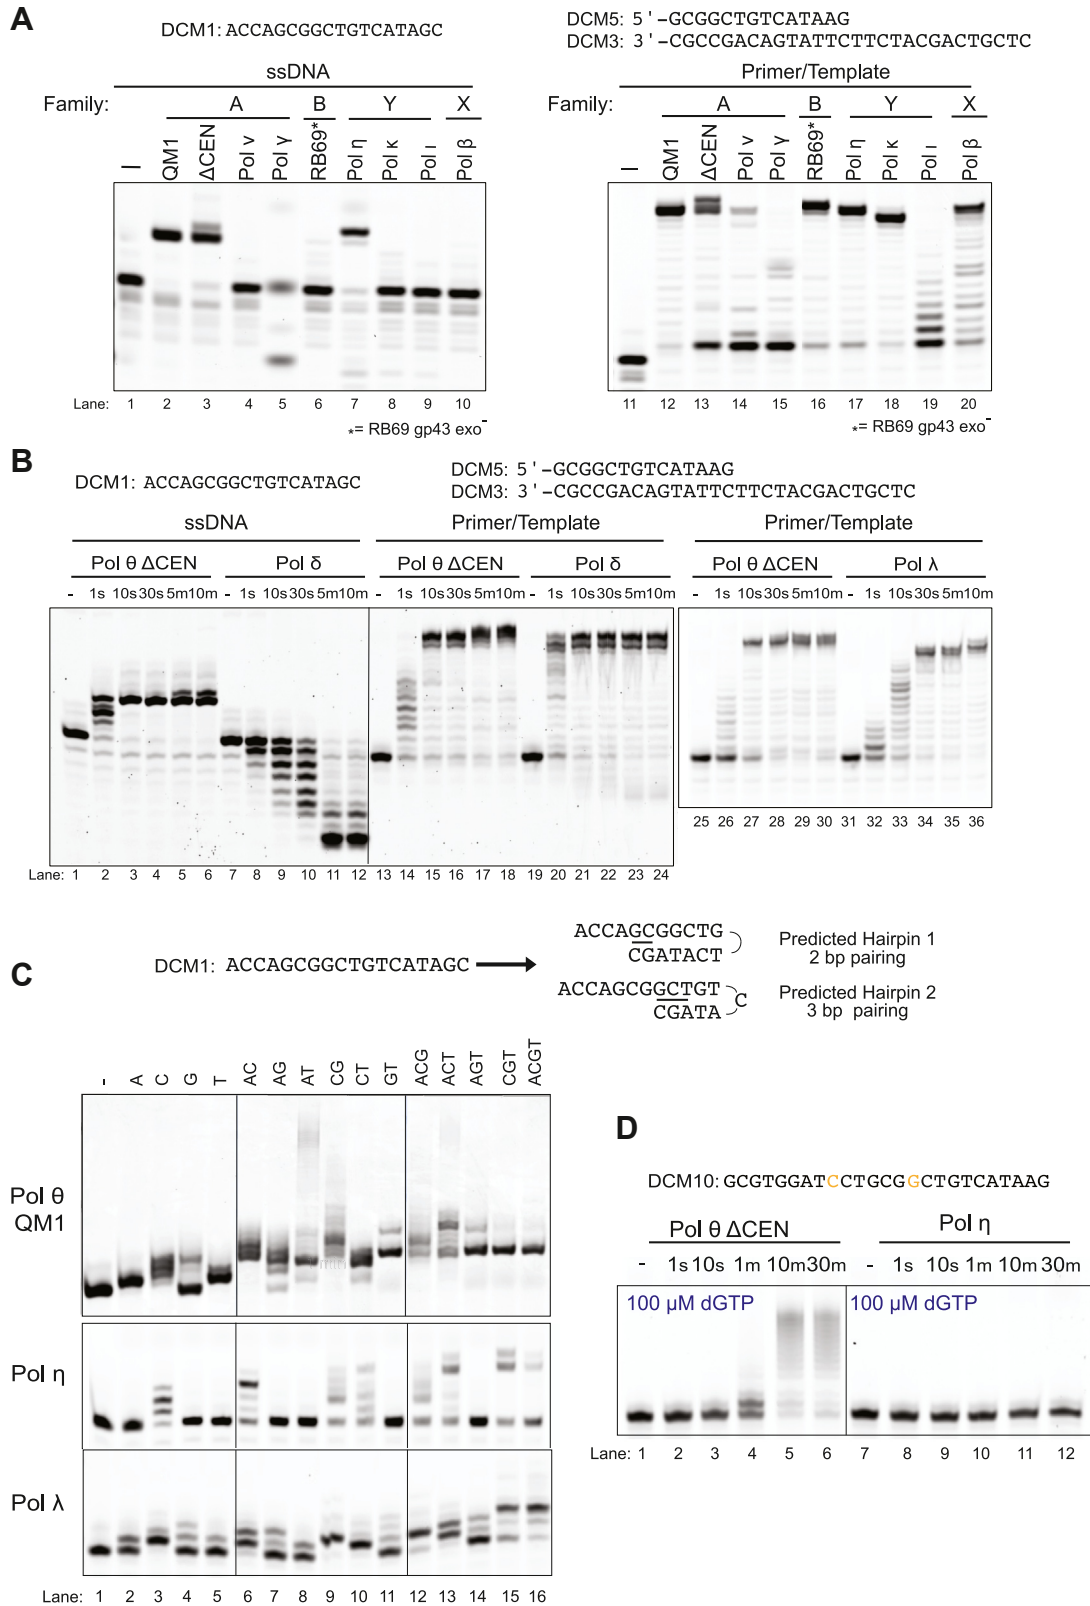 A
DCM1: ACCAGCGGCTGTCATAGC
DCM5: 5'-GCGGCTGTCATAAG
DCM3: 3'-CGCCGACAGTATTCTTCTACGACTGCTC
ssDNA
Primer/Template
Family: A B Y X
Family: A B Y X
– QM1 ΔCEN Pol ν Pol γ RB69* Pol η Pol κ Pol ι Pol β
– QM1 ΔCEN Pol ν Pol γ RB69* Pol η Pol κ Pol ι Pol β
Lane: 1 2 3 4 5 6 7 8 9 10
11 12 13 14 15 16 17 18 19 20
*= RB69 gp43 exo-
*= RB69 gp43 exo-
B
DCM1: ACCAGCGGCTGTCATAGC
DCM5: 5'-GCGGCTGTCATAAG
DCM3: 3'-CGCCGACAGTATTCTTCTACGACTGCTC
ssDNA Primer/Template Primer/Template
Pol θ ΔCEN Pol δ Pol θ ΔCEN Pol δ Pol θ ΔCEN Pol λ
- 1s 10s 30s 5m 10m - 1s 10s 30s 5m 10m - 1s 10s 30s 5m 10m - 1s 10s 30s 5m 10m - 1s 10s 30s 5m 10m - 1s 10s 30s 5m 10m
25 26 27 28 29 30 31 32 33 34 35 36
Lane: 1 2 3 4 5 6 7 8 9 10 11 12 13 14 15 16 17 18 19 20 21 22 23 24
C
DCM1: ACCAGCGGCTGTCATAGC
ACCAGCGGCTG
CGATACT
Predicted Hairpin 1
2 bp pairing
ACCAGCGGCTGT
C
CGATA
Predicted Hairpin 2
3 bp pairing
- A C G T AC AG AT CG CT GT ACG ACT AGT CGT ACGT
Pol θ
QM1
Pol η
Pol λ
Lane: 1 2 3 4 5 6 7 8 9 10 11 12 13 14 15 16
D
DCM10: GCGTGGATCCTGCGGCTGTCATAAG
Pol θ ΔCEN Pol η
- 1s 10s 1m 10m 30m - 1s 10s 1m 10m 30m
100 µM dGTP 100 µM dGTP
Lane: 1 2 3 4 5 6 7 8 9 10 11 12